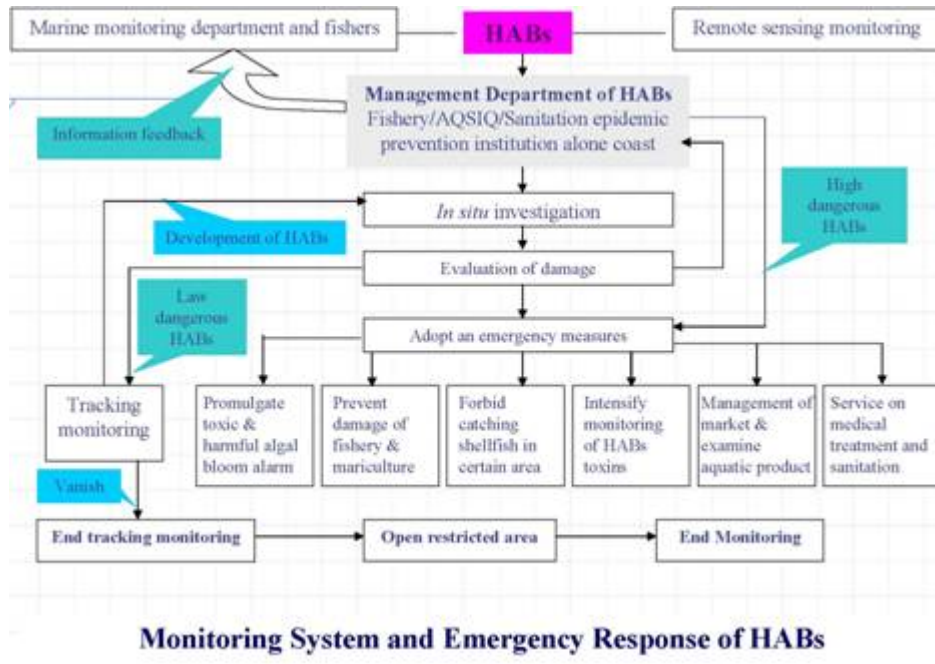 Marine monitoring department and fishers
HABs
Remote sensing monitoring
Management Department of HABs
Fishery/AQSIQ/Sanitation epidemic
prevention institution alone coast
Information feedback
In situ investigation
High
dangerous
HABs
Development of HABs
Evaluation of damage
Law
dangerous
HABs
Adopt an emergency measures
Tracking
monitoring
Promulgate
toxic &
harmful algal
bloom alarm
Prevent
damage of
fishery &
mariculture
Forbid
catching
shellfish in
certain area
Intensify
monitoring
of HABs
toxins
Management of
market &
examine
aquatic product
Service on
medical
treatment and
sanitation
Vanish
End tracking monitoring
Open restricted area
End Monitoring
Monitoring System and Emergency Response of HABs